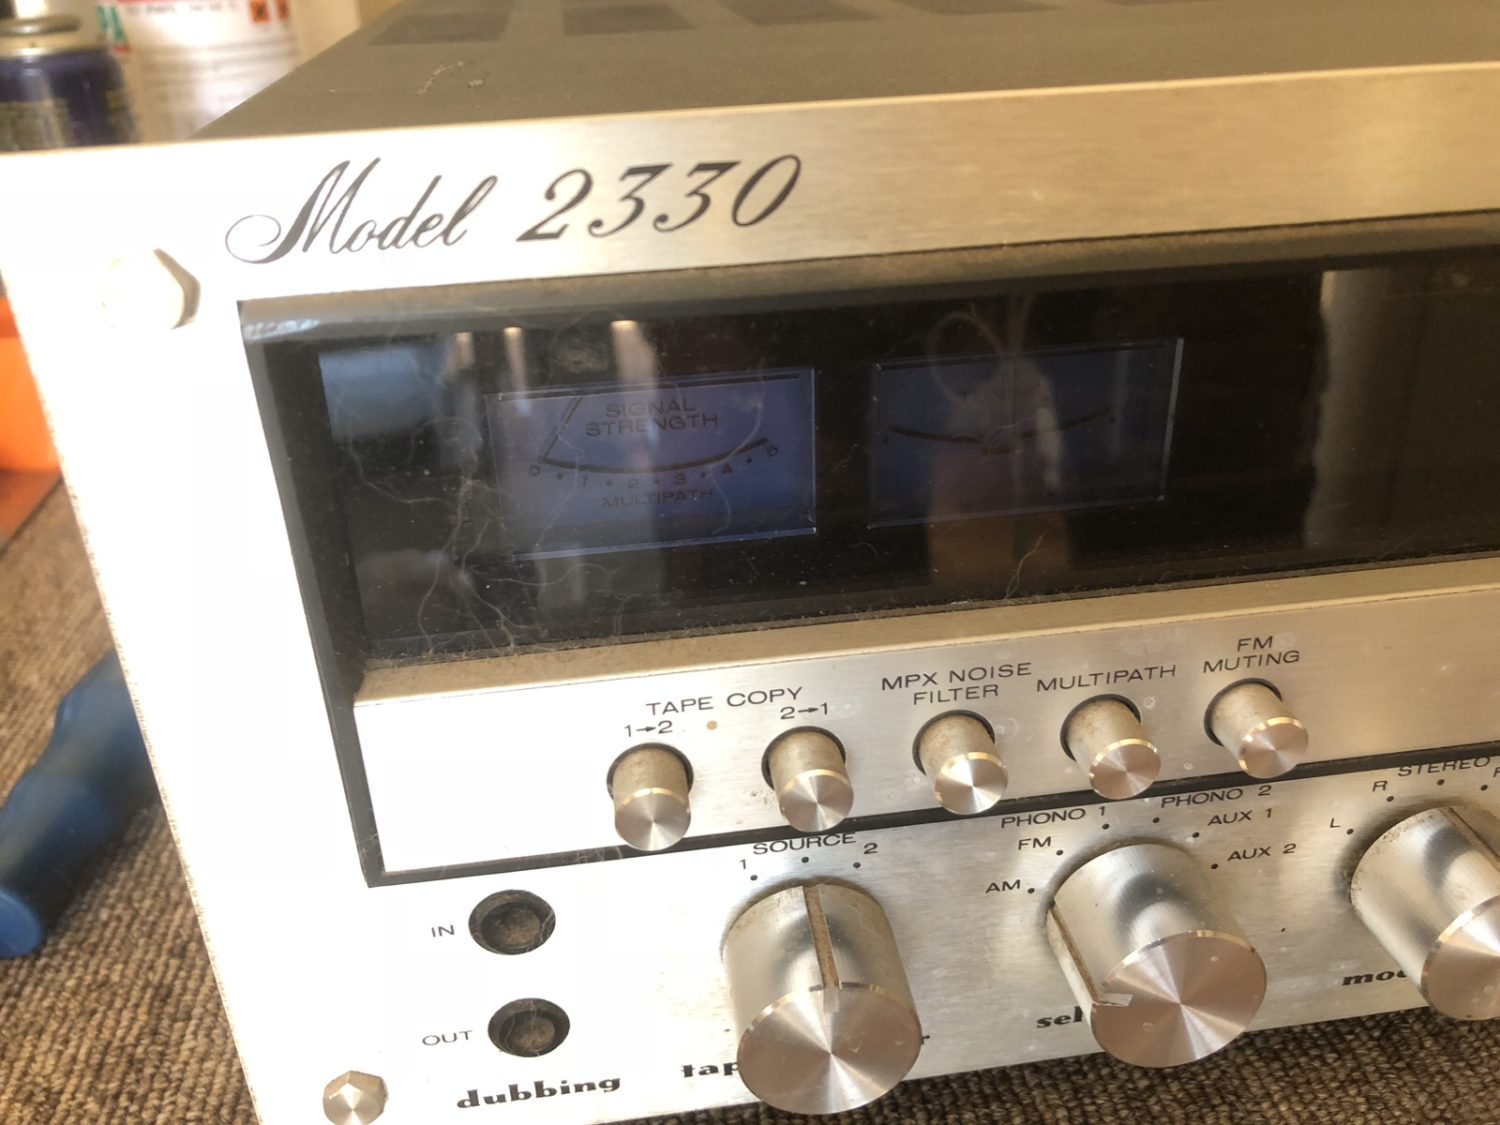 Model 2330
SIGNAL
STRENGTH
0 1 2 3 4 5
MULTIPATH
TUNING
TAPE COPY
1→2 2→1
MPX NOISE
FILTER
MULTIPATH
FM
MUTING
SOURCE
1 2
AM
FM
PHONO 1
PHONO 2
AUX 1
AUX 2
L
R
STEREO
IN
OUT
dubbing